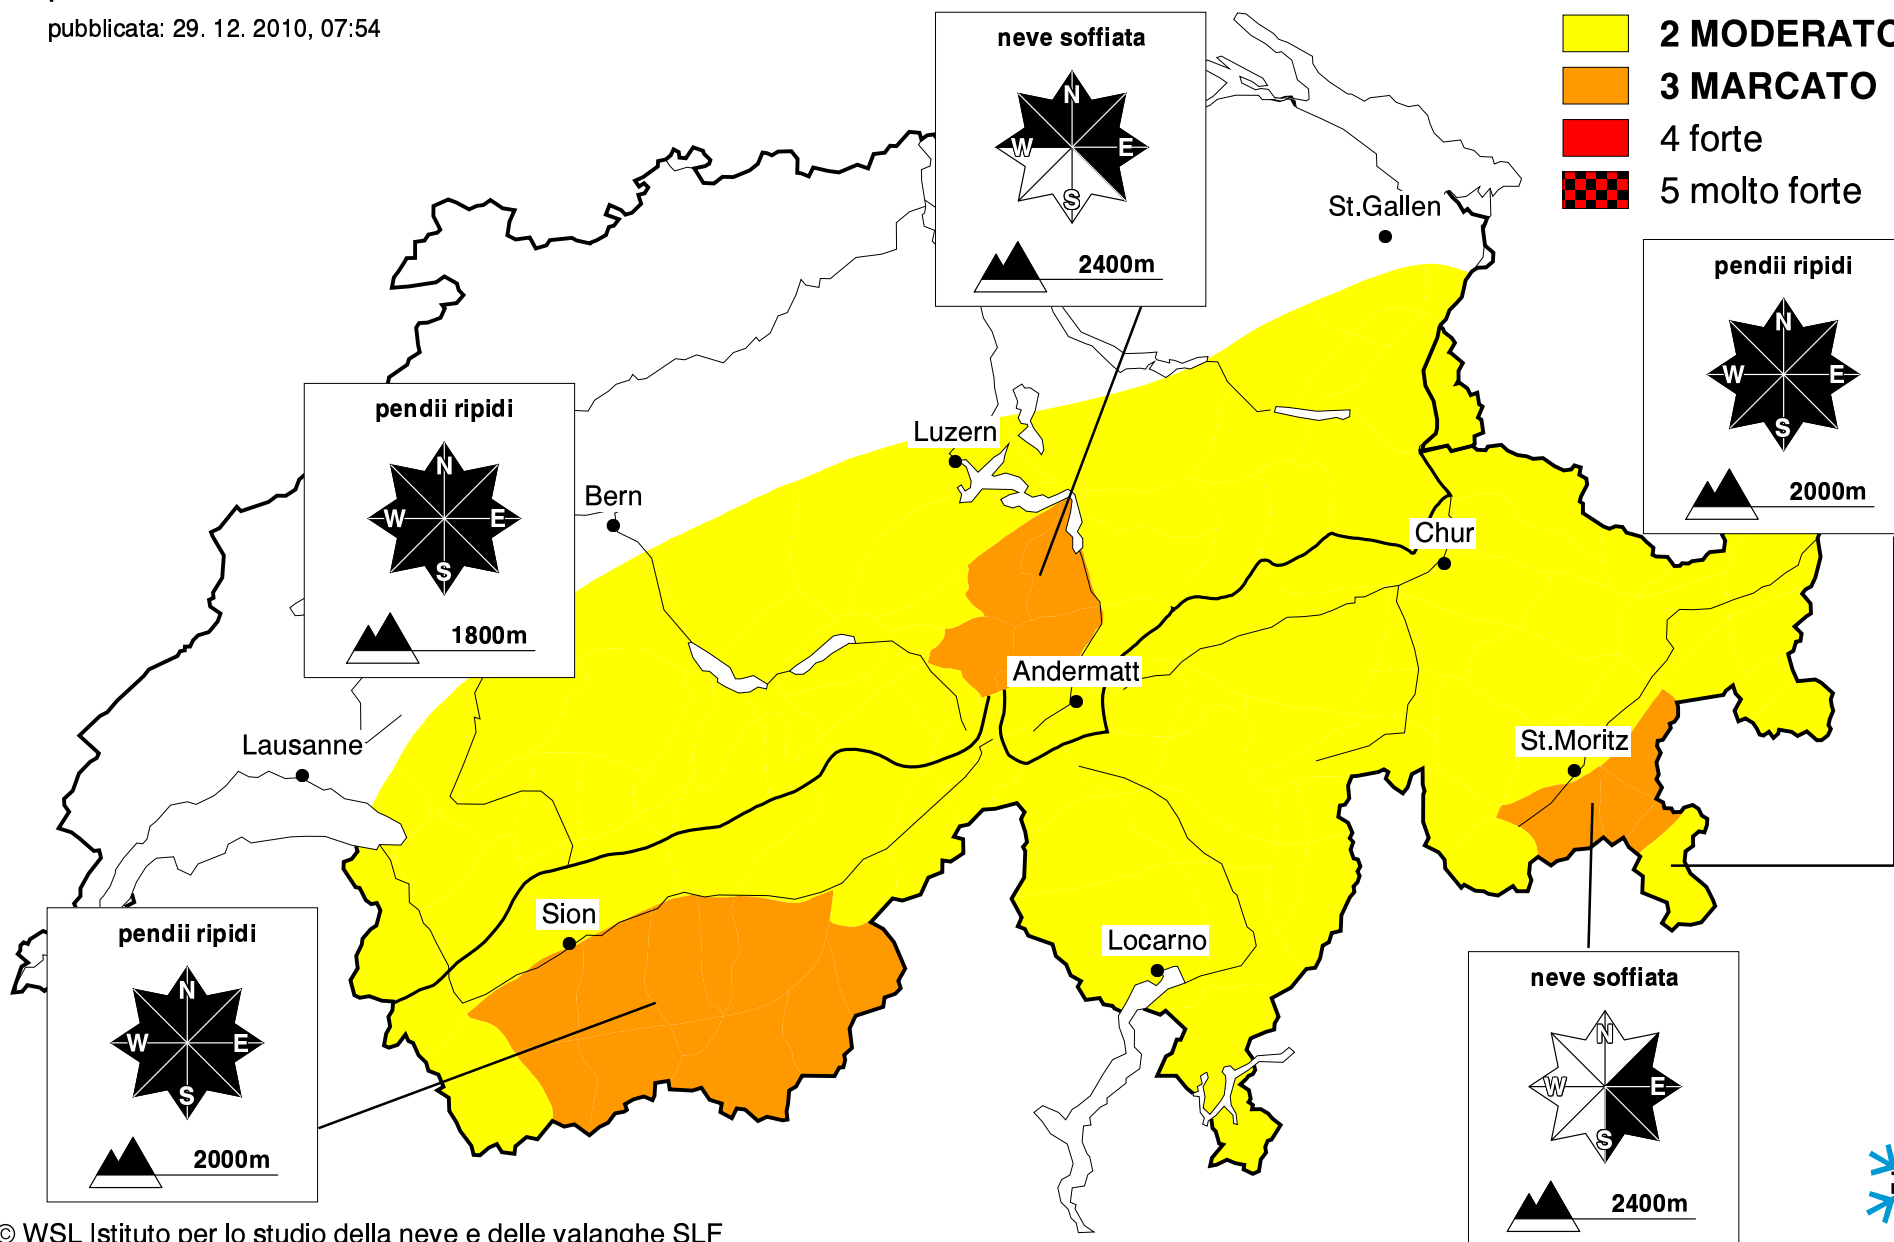 pubblicata: 29. 12. 2010, 07:54
2 MODERATO
3 MARCATO
4 forte
5 molto forte
neve soffiata
N
W E
S
2400m
St.Gallen
pendii ripidi
N
W E
S
2000m
pendii ripidi
N
W E
S
1800m
Luzern
Bern
Chur
Andermatt
St.Moritz
Lausanne
Sion
Locarno
pendii ripidi
N
W E
S
2000m
neve soffiata
N
W E
S
2400m
© WSL Istituto per lo studio della neve e delle valanghe SLF